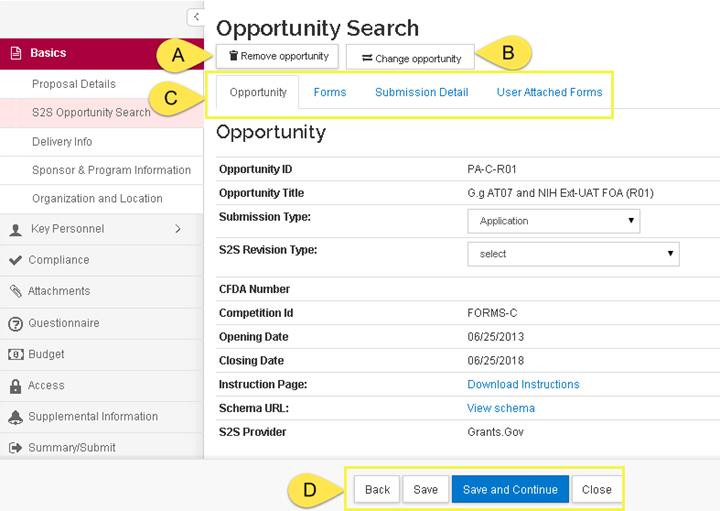 Opportunity Search
A
Remove opportunity
Change opportunity
B
C
Opportunity Forms Submission Detail User Attached Forms
Basics
Proposal Details
S2S Opportunity Search
Delivery Info
Sponsor & Program Information
Organization and Location
Key Personnel
Compliance
Attachments
Questionnaire
Budget
Access
Supplemental Information
Summary/Submit
Opportunity
Opportunity ID PA-C-R01
Opportunity Title G.g AT07 and NIH Ext-UAT FOA (R01)
Submission Type: Application
S2S Revision Type: select
CFDA Number
Competition Id FORMS-C
Opening Date 06/25/2013
Closing Date 06/25/2018
Instruction Page: Download Instructions
Schema URL: View schema
S2S Provider Grants.Gov
D
Back Save Save and Continue Close